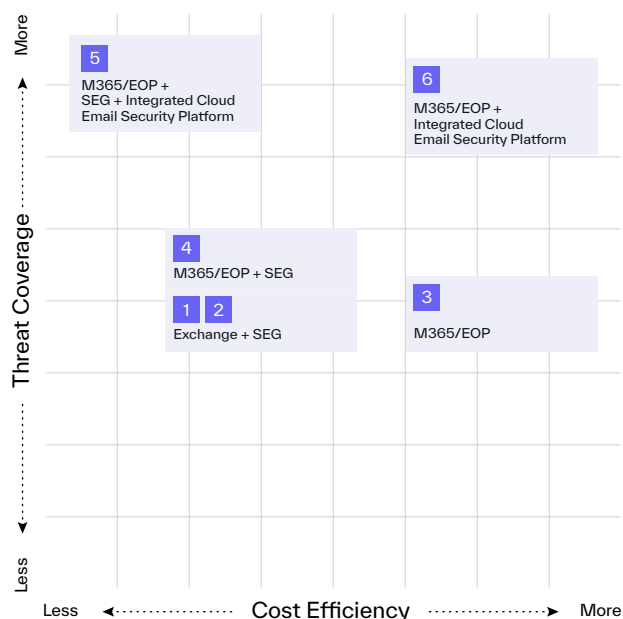 More
Threat Coverage
Less
5
M365/EOP +
SEG + Integrated Cloud
Email Security Platform
6
M365/EOP +
Integrated Cloud
Email Security Platform
4
M365/EOP + SEG
1 2
Exchange + SEG
3
M365/EOP
Less
Cost Efficiency
More